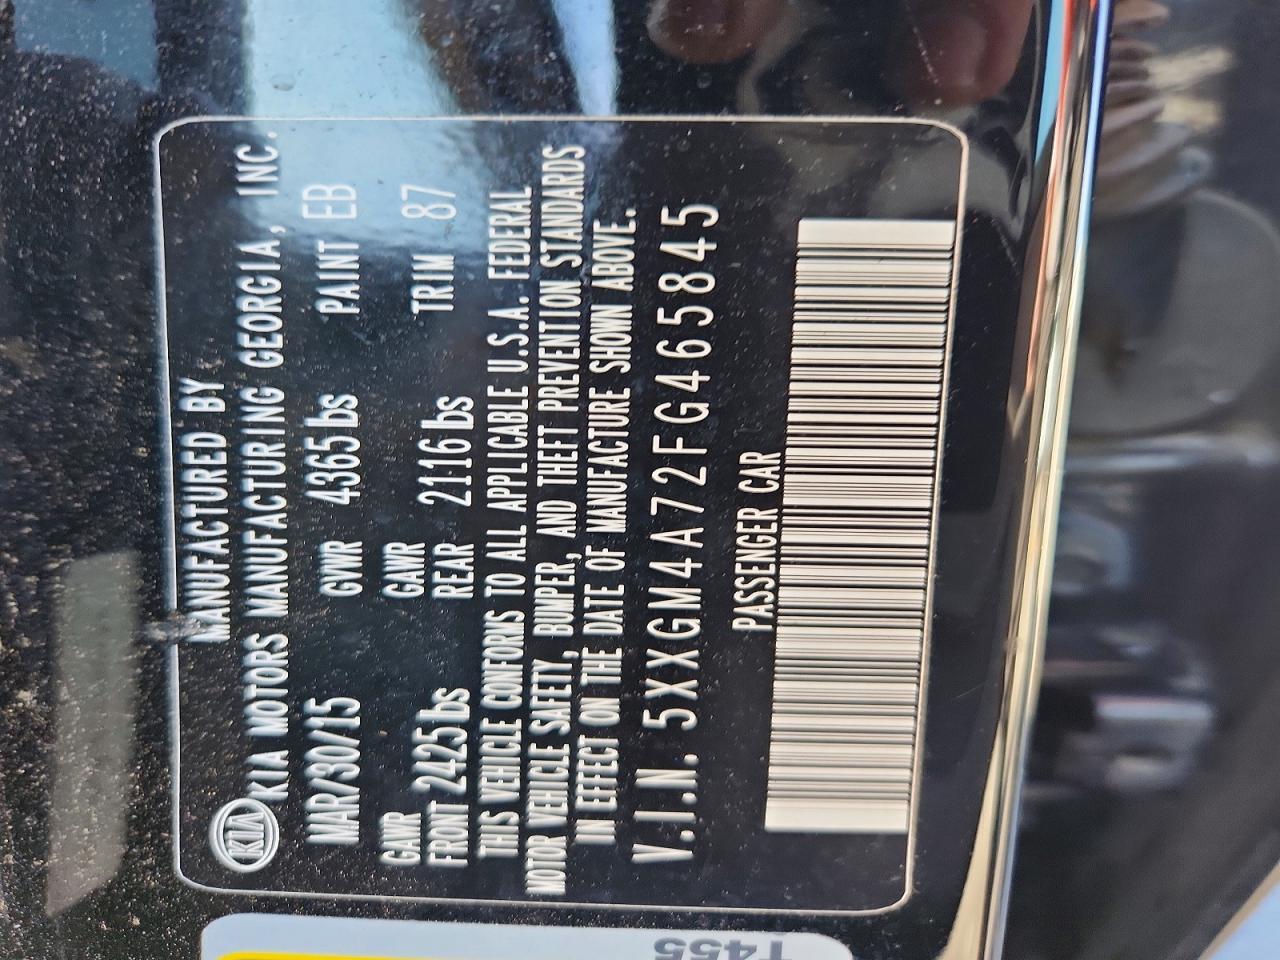 MANUFACTURED BY
KIA KIA MOTORS MANUFACTURING GEORGIA, INC.
MAR/30/15 GVWR 4365 lbs PAINT EB
GAWR FRONT 2425 lbs GAWR REAR 2116 lbs TRIM 87
THIS VEHICLE CONFORMS TO ALL APPLICABLE U.S.A. FEDERAL
MOTOR VEHICLE SAFETY, BUMPER, AND THEFT PREVENTION STANDARDS
IN EFFECT ON THE DATE OF MANUFACTURE SHOWN ABOVE.
V.I.N. 5XXGM4A72FG465845
PASSENGER CAR
T455